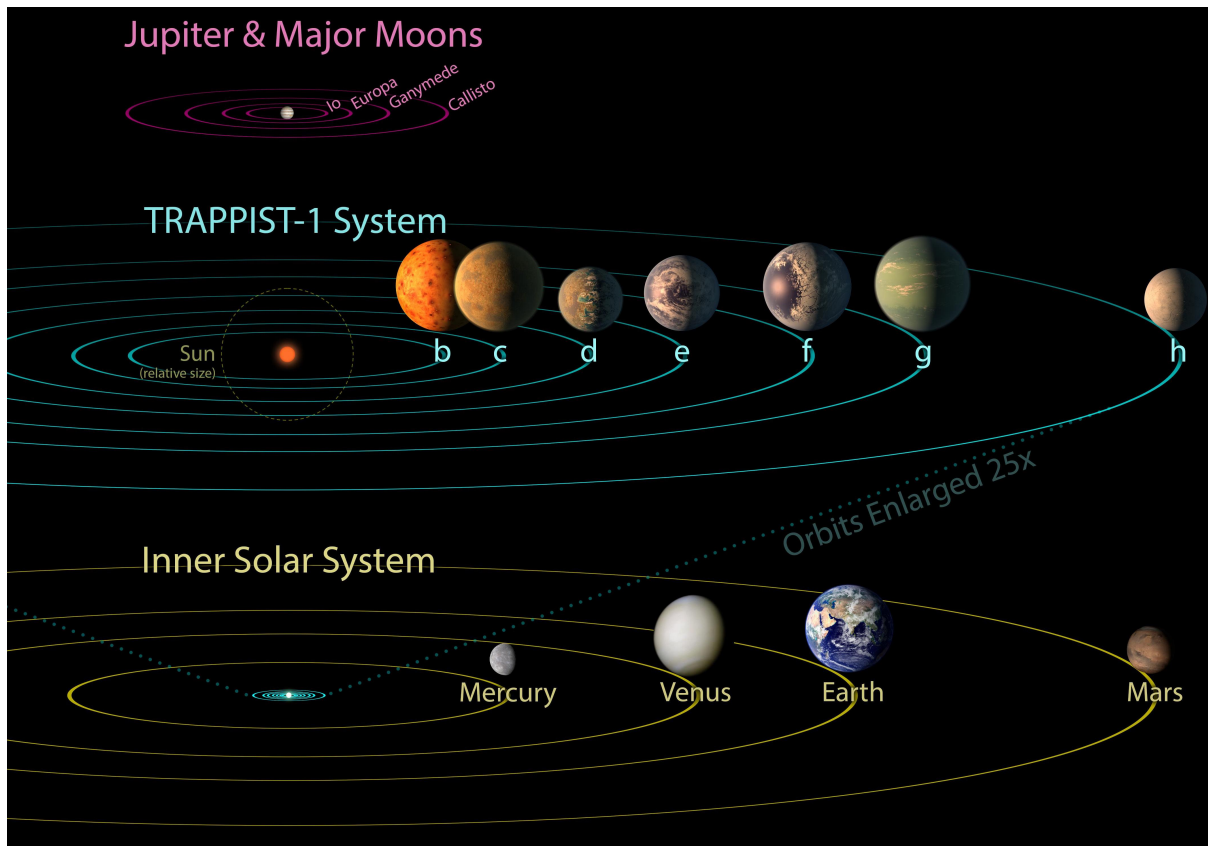 Jupiter & Major Moons
Io
Europa
Ganymede
Callisto
TRAPPIST-1 System
Sun
(relative size)
b
c
d
e
f
g
h
Orbits Enlarged 25x
Inner Solar System
Mercury
Venus
Earth
Mars